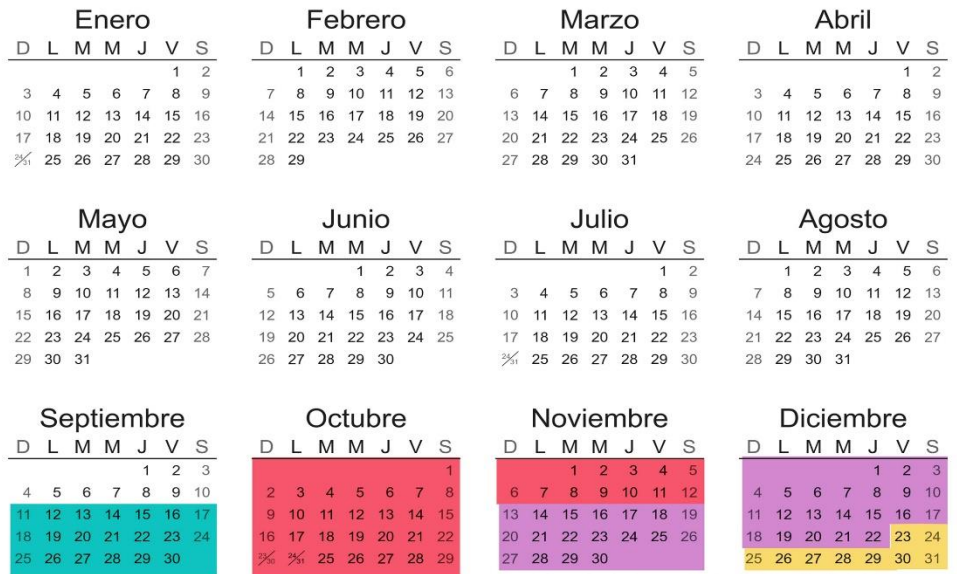 Enero Febrero Marzo Abril
D L M M J V S D L M M J V S D L M M J V S D L M M J V S
1 2 1 2 3 4 5 6 1 2 3 4 5 1 2
3 4 5 6 7 8 9 7 8 9 10 11 12 13 6 7 8 9 10 11 12 3 4 5 6 7 8 9
10 11 12 13 14 15 16 14 15 16 17 18 19 20 13 14 15 16 17 18 19 10 11 12 13 14 15 16
17 18 19 20 21 22 23 21 22 23 24 25 26 27 20 21 22 23 24 25 26 17 18 19 20 21 22 23
24/31 25 26 27 28 29 30 28 29 27 28 29 30 31 24 25 26 27 28 29 30
Mayo Junio Julio Agosto
D L M M J V S D L M M J V S D L M M J V S D L M M J V S
1 2 3 4 5 6 7 1 2 3 4 1 2 1 2 3 4 5 6
8 9 10 11 12 13 14 5 6 7 8 9 10 11 3 4 5 6 7 8 9 7 8 9 10 11 12 13
15 16 17 18 19 20 21 12 13 14 15 16 17 18 10 11 12 13 14 15 16 14 15 16 17 18 19 20
22 23 24 25 26 27 28 19 20 21 22 23 24 25 17 18 19 20 21 22 23 21 22 23 24 25 26 27
29 30 31 26 27 28 29 30 24/31 25 26 27 28 29 30 28 29 30 31
Septiembre Octubre Noviembre Diciembre
D L M M J V S D L M M J V S D L M M J V S D L M M J V S
1 2 3 1 1 2 3 4 5 1 2 3
4 5 6 7 8 9 10 2 3 4 5 6 7 8 6 7 8 9 10 11 12 4 5 6 7 8 9 10
11 12 13 14 15 16 17 9 10 11 12 13 14 15 13 14 15 16 17 18 19 11 12 13 14 15 16 17
18 19 20 21 22 23 24 16 17 18 19 20 21 22 20 21 22 23 24 25 26 18 19 20 21 22 23 24
25 26 27 28 29 30 23/30 24/31 25 26 27 28 29 27 28 29 30 25 26 27 28 29 30 31